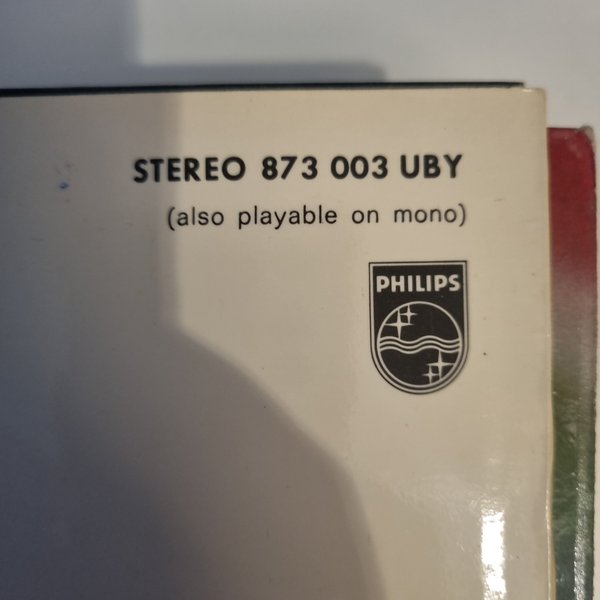 STEREO 873 003 UBY
(also playable on mono)
PHILIPS